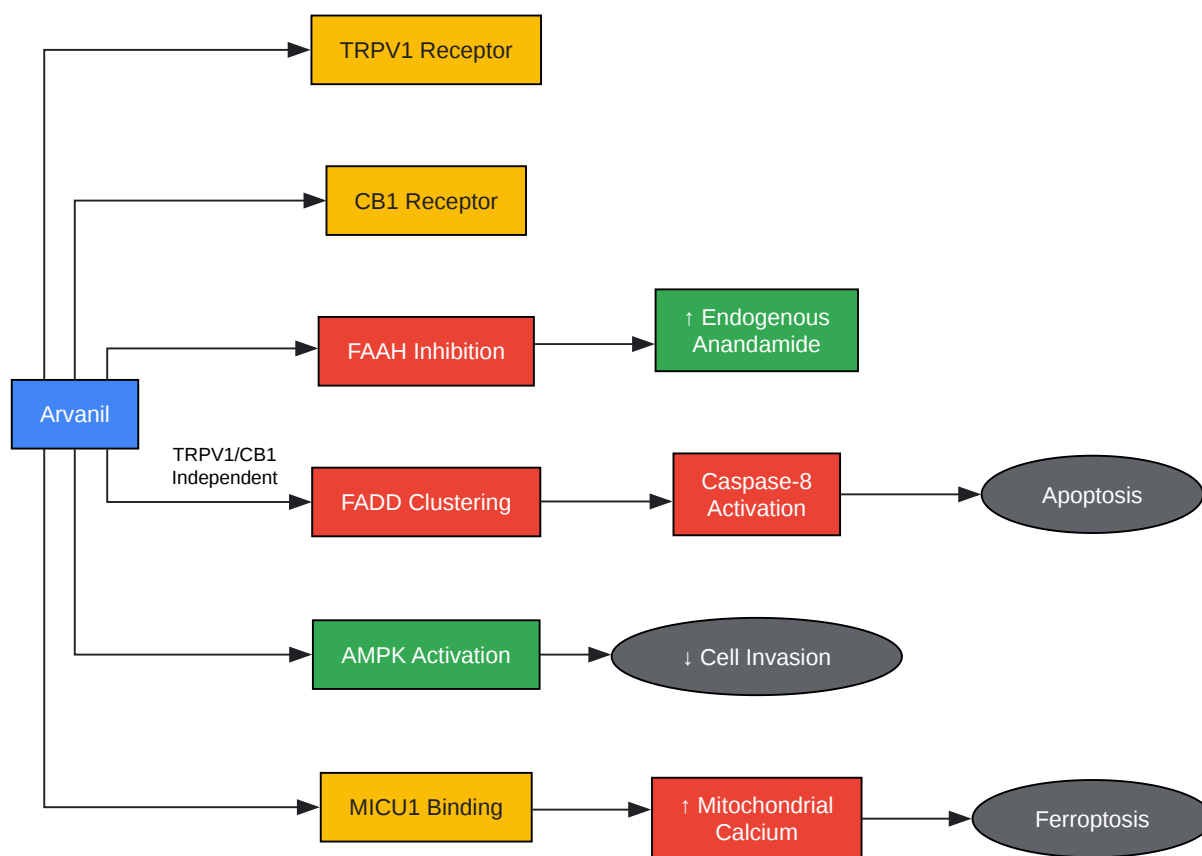 TRPV1 Receptor
CB1 Receptor
↑ Endogenous
Anandamide
FAAH Inhibition
Arvanil
TRPV1/CB1
Independent
FADD Clustering
Caspase-8
Activation
Apoptosis
AMPK Activation
↓ Cell Invasion
MICU1 Binding
↑ Mitochondrial
Calcium
Ferroptosis